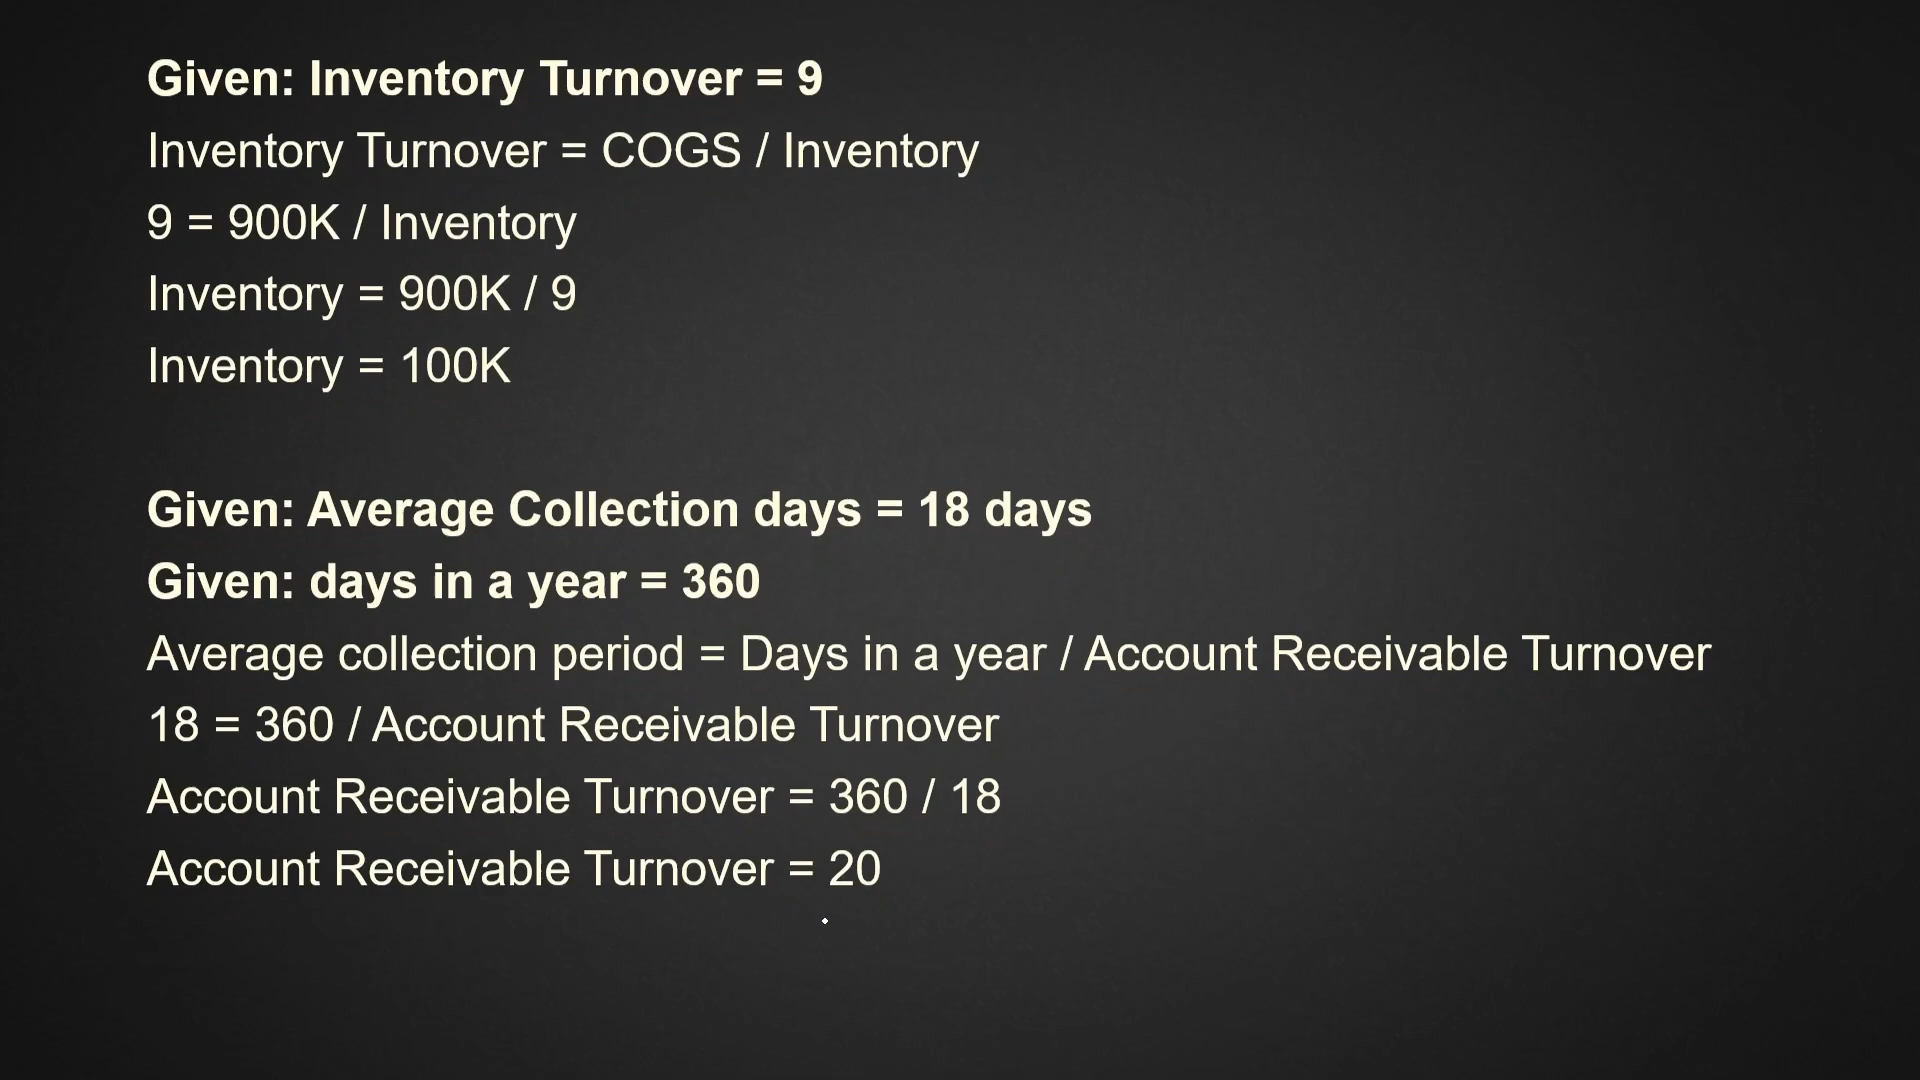 Given: Inventory Turnover = 9
Inventory Turnover = COGS / Inventory
9 = 900K / Inventory
Inventory = 900K / 9
Inventory = 100K
Given: Average Collection days = 18 days
Given: days in a year = 360
Average collection period = Days in a year / Account Receivable Turnover
18 = 360 / Account Receivable Turnover
Account Receivable Turnover = 360 / 18
Account Receivable Turnover = 20